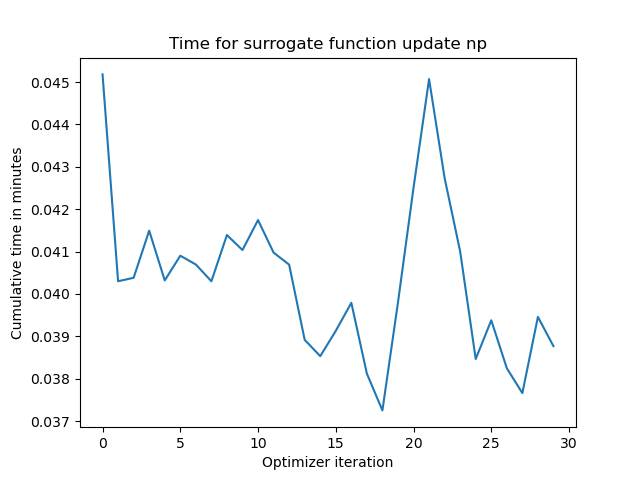 Time for surrogate function update np
0.045
0.044
0.043
0.042
0.041
0.040
0.039
0.038
0.037
Cumulative time in minutes
0 5 10 15 20 25 30
Optimizer iteration